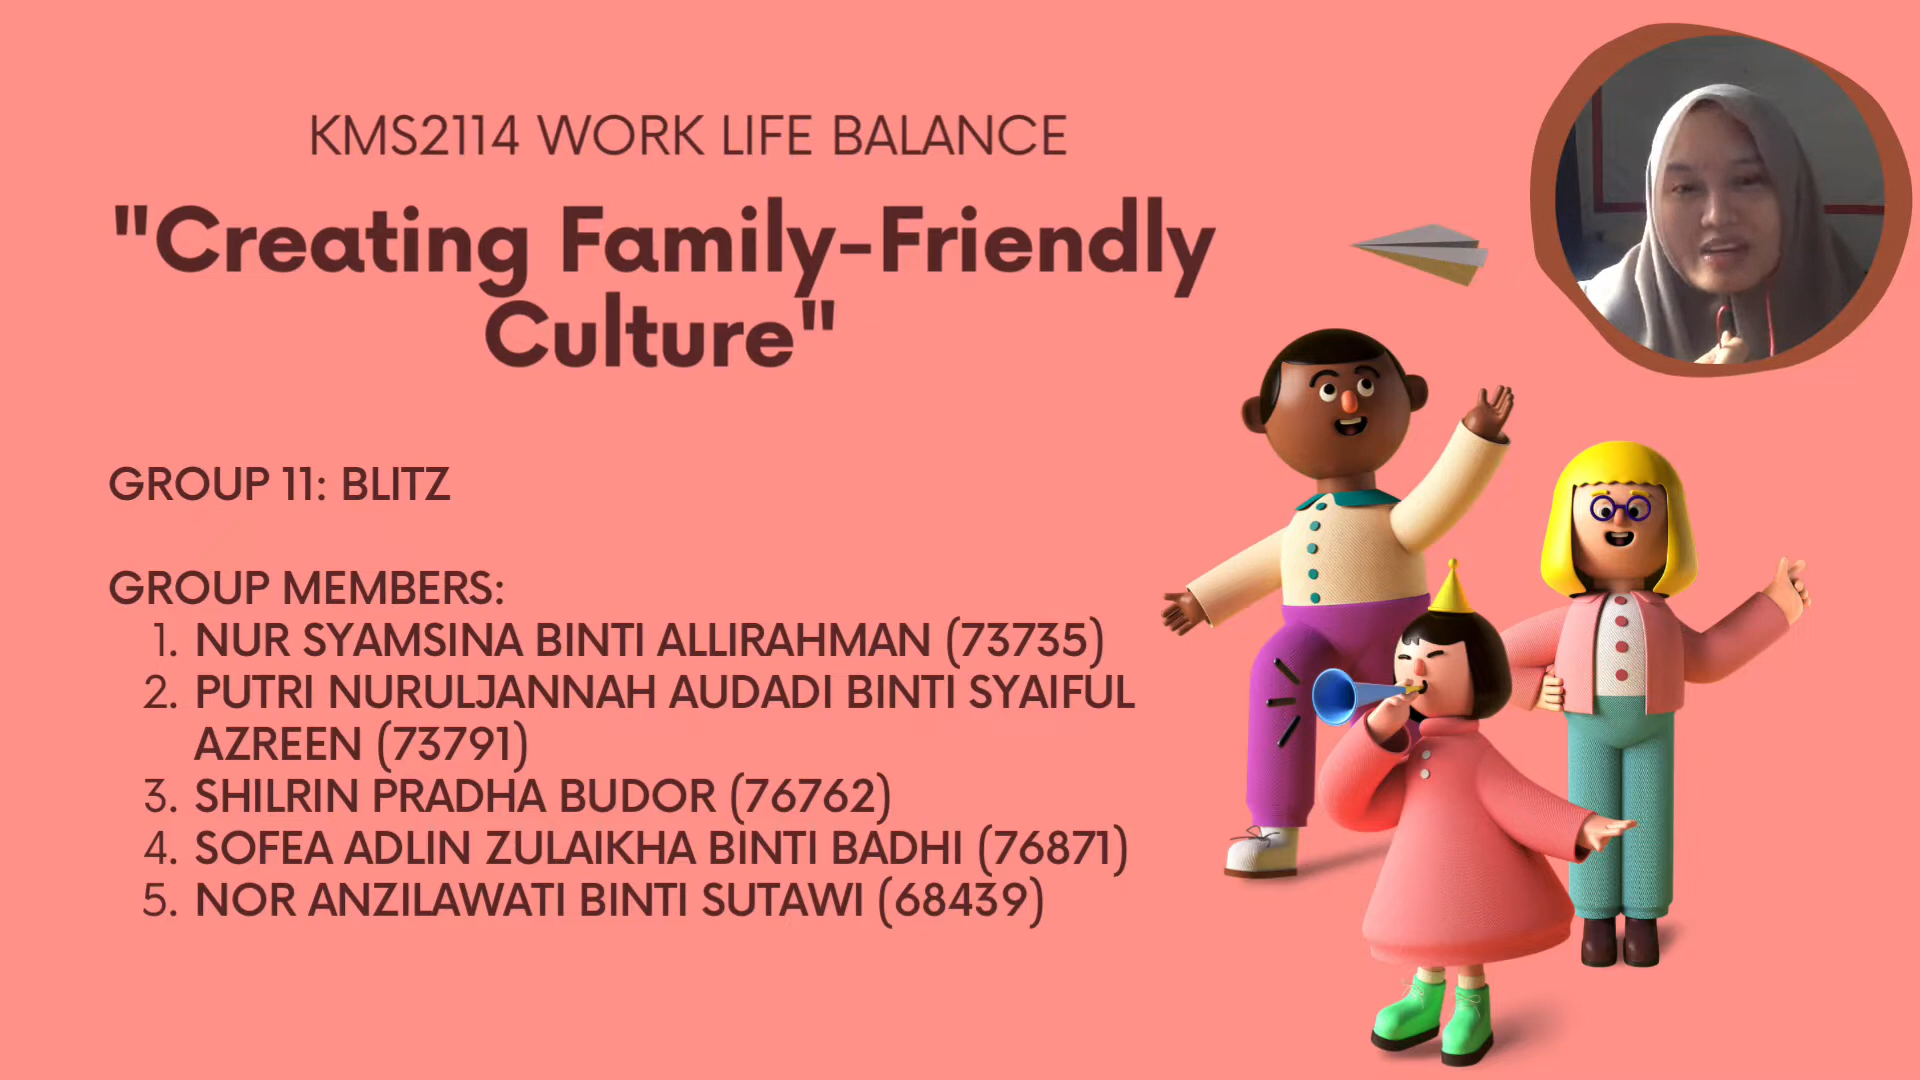 KMS2114 WORK LIFE BALANCE
"Creating Family-Friendly
Culture"
GROUP 11: BLITZ
GROUP MEMBERS:
1. NUR SYAMSINA BINTI ALLIRAHMAN (73735)
2. PUTRI NURULJANNAH AUDADI BINTI SYAIFUL
AZREEN (73791)
3. SHILRIN PRADHA BUDOR (76762)
4. SOFEA ADLIN ZULAIKHA BINTI BADHI (76871)
5. NOR ANZILAWATI BINTI SUTAWI (68439)